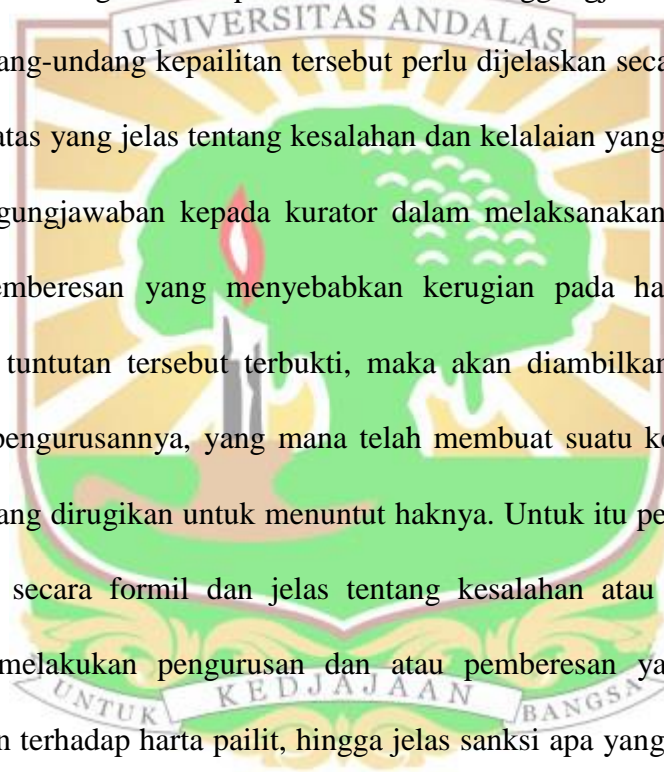 UNIVERSITAS ANDALAS
ang-undang kepailitan tersebut perlu dijelaskan seca
atas yang jelas tentang kesalahan dan kelalaian yang
gungjawaban kepada kurator dalam melaksanakan
emberesan yang menyebabkan kerugian pada ha
tuntutan tersebut terbukti, maka akan diambilkan
pengurusannya, yang mana telah membuat suatu ke
ang dirugikan untuk menuntut haknya. Untuk itu pe
secara formil dan jelas tentang kesalahan atau
melakukan pengurusan dan atau pemberesan ya
UNTUK KEDJAJAAN BANGSA
n terhadap harta pailit, hingga jelas sanksi apa yang